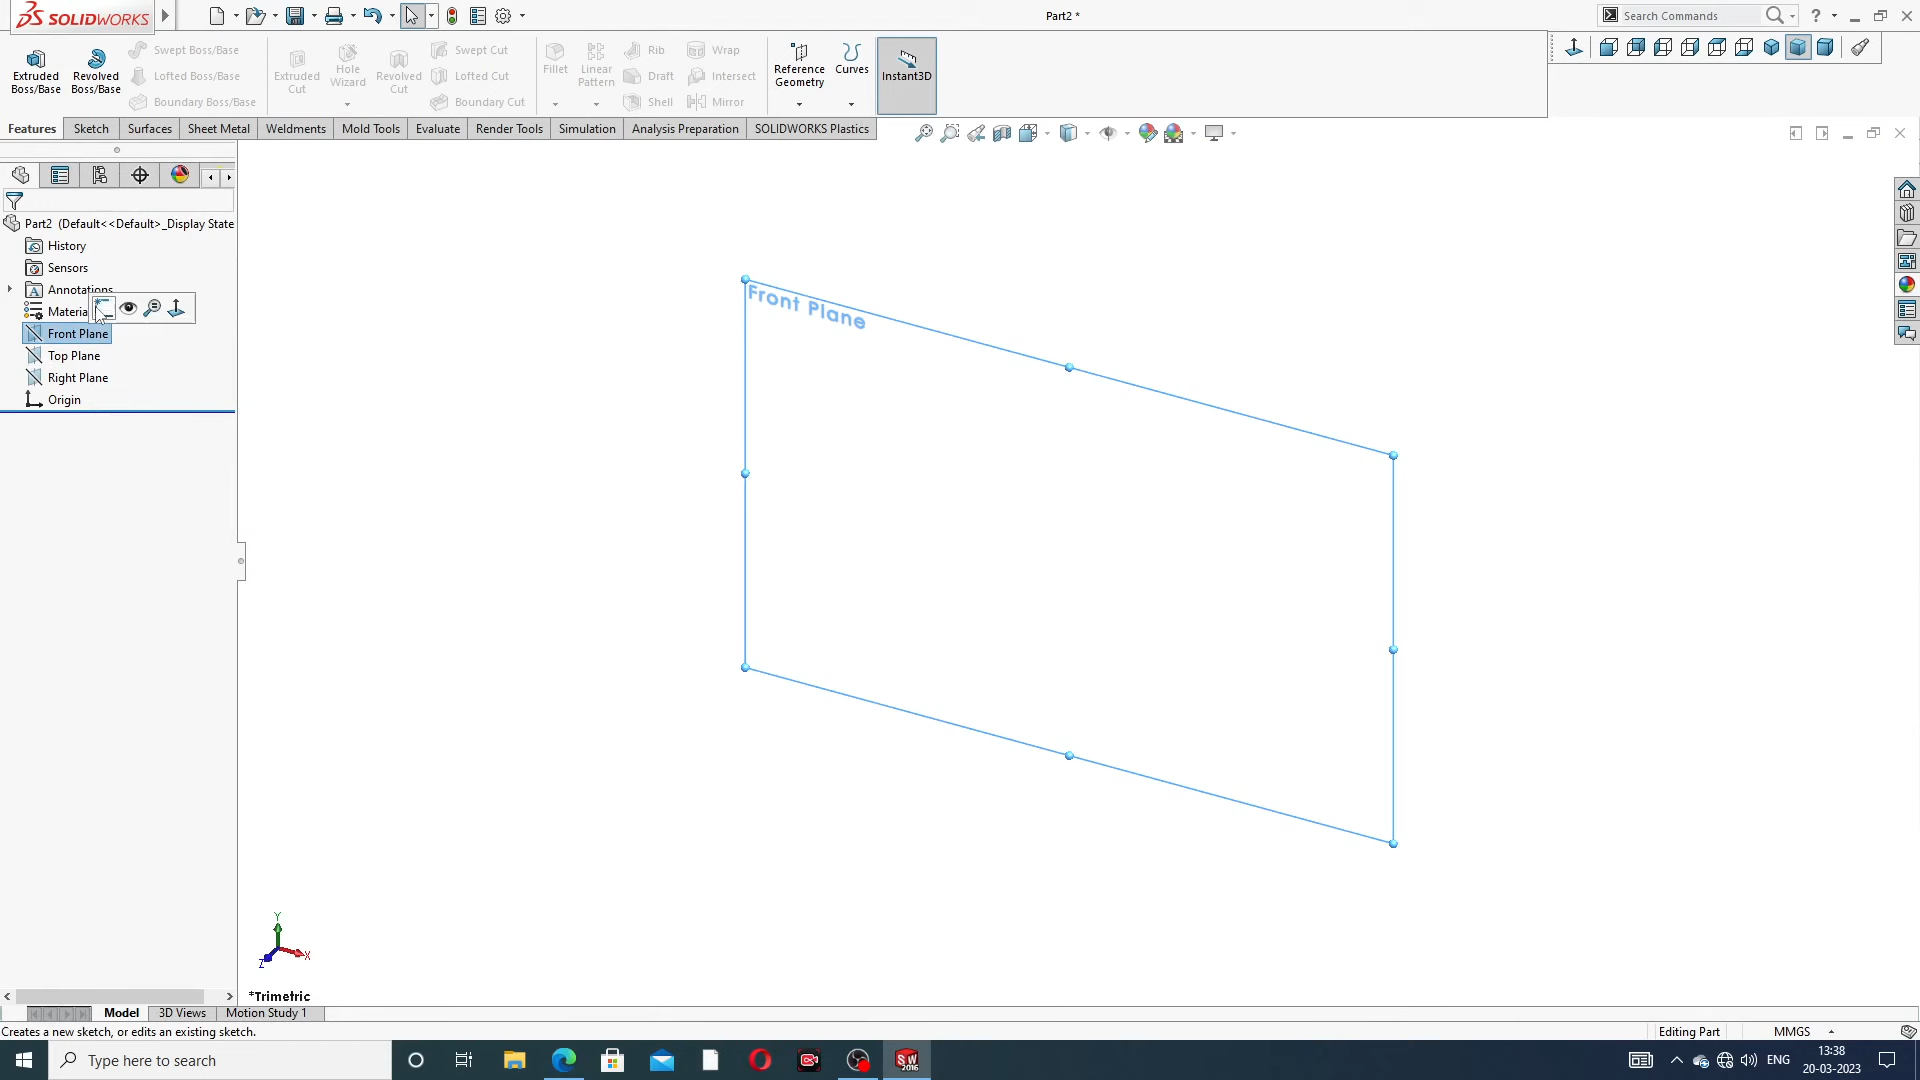 SOLIDWORKS
Part2 *
Search Commands
Extruded Boss/Base
Revolved Boss/Base
Swept Boss/Base
Lofted Boss/Base
Boundary Boss/Base
Extruded Cut
Hole Wizard
Revolved Cut
Swept Cut
Lofted Cut
Boundary Cut
Fillet
Linear Pattern
Rib
Draft
Shell
Wrap
Intersect
Mirror
Reference Geometry
Curves
Instant3D
Features
Sketch
Surfaces
Sheet Metal
Weldments
Mold Tools
Evaluate
Render Tools
Simulation
Analysis Preparation
SOLIDWORKS Plastics
Part2 (Default<<Default>_Display State
History
Sensors
Annotations
Materia
Front Plane
Top Plane
Right Plane
Origin
Front Plane
Y
X
Z
*Trimetric
Model
3D Views
Motion Study 1
Creates a new sketch, or edits an existing sketch.
Editing Part
MMGS
Type here to search
SW
2016
ENG
13:38
20-03-2023